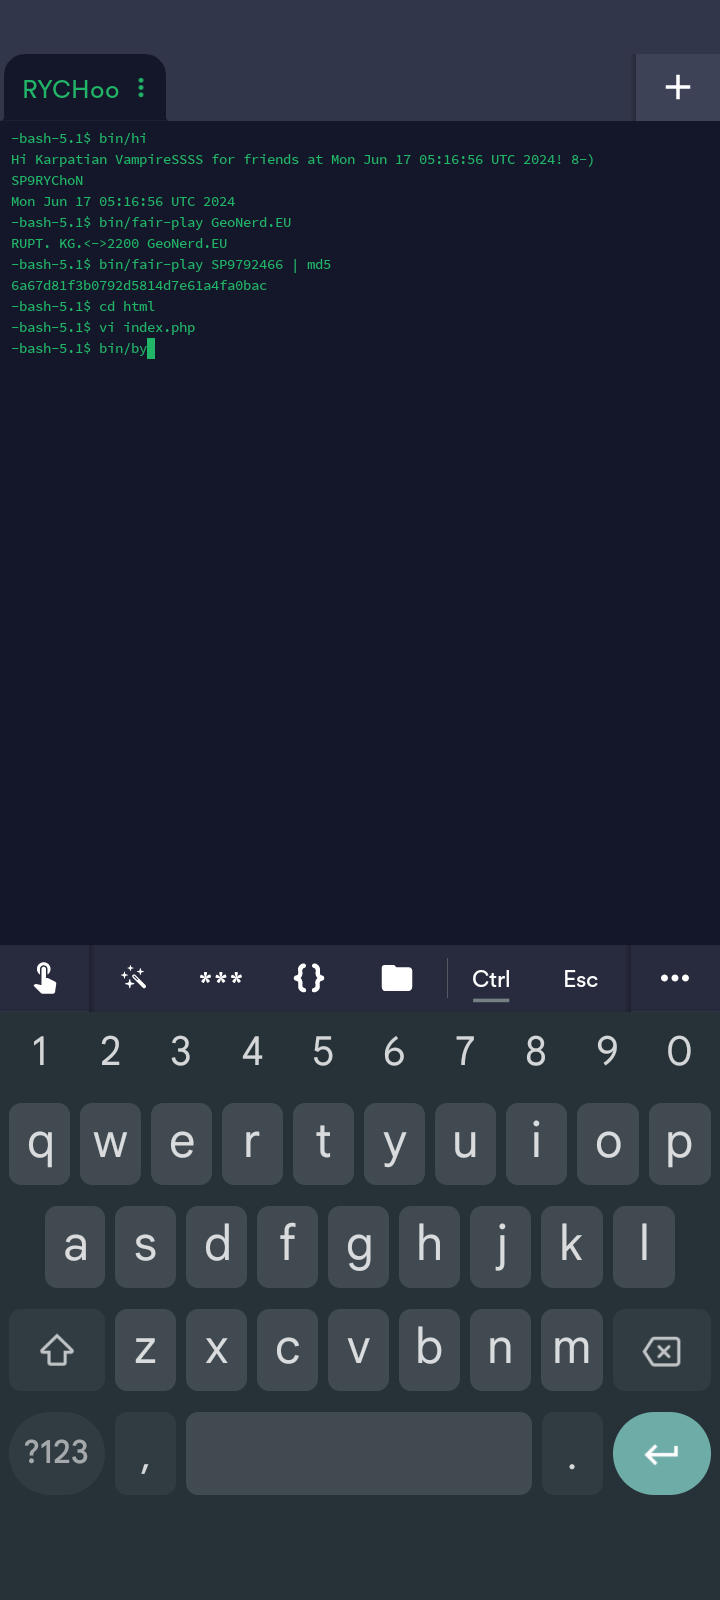 RYCHoo
-bash-5.1$ bin/hi
Hi Karpatian VampireSSSS for friends at Mon Jun 17 05:16:56 UTC 2024! 8-)
SP9RYChoN
Mon Jun 17 05:16:56 UTC 2024
-bash-5.1$ bin/fair-play GeoNerd.EU
RUPT. KG.<->2200 GeoNerd.EU
-bash-5.1$ bin/fair-play SP9792466 | md5
6a67d81f3b0792d5814d7e61a4fa0bac
-bash-5.1$ cd html
-bash-5.1$ vi index.php
-bash-5.1$ bin/by
*** {} Ctrl Esc
1 2 3 4 5 6 7 8 9 0
q w e r t y u i o p
a s d f g h j k l
z x c v b n m
?123 , .